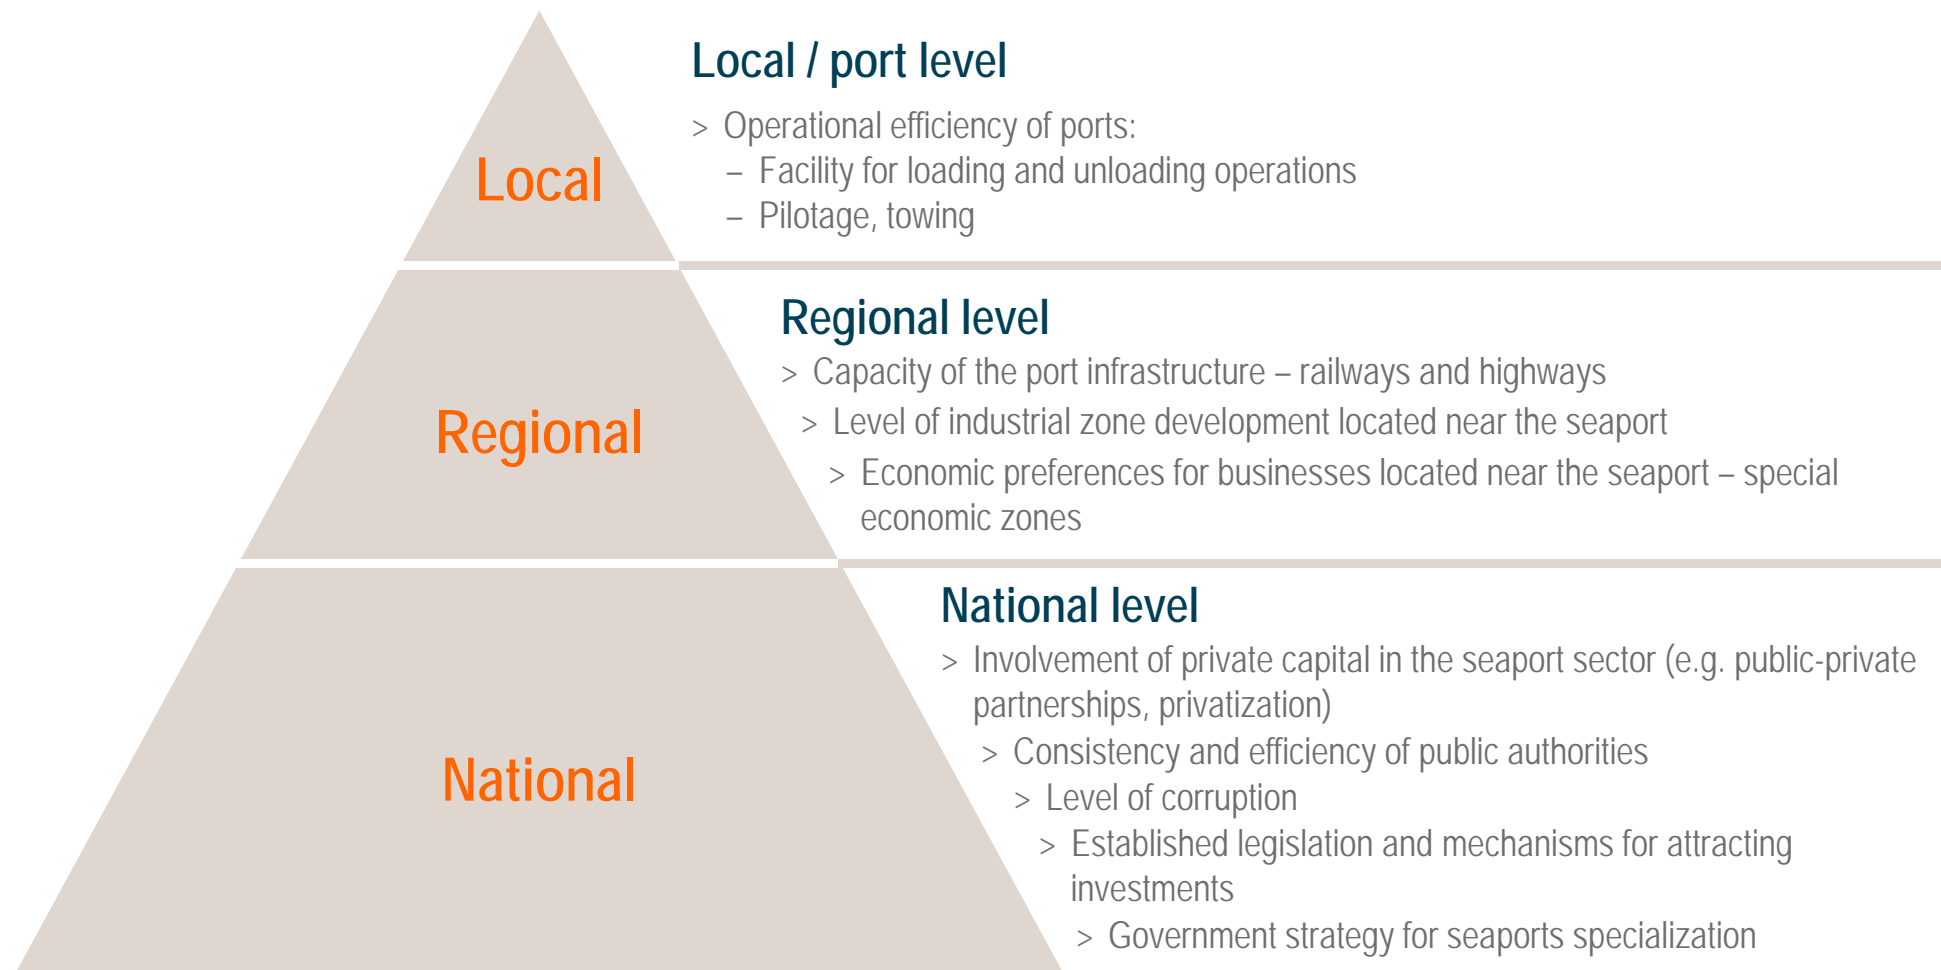 Local / port level
> Operational efficiency of ports:
– Facility for loading and unloading operations
– Pilotage, towing
Local
Regional level
> Capacity of the port infrastructure – railways and highways
> Level of industrial zone development located near the seaport
> Economic preferences for businesses located near the seaport – special
economic zones
Regional
National level
> Involvement of private capital in the seaport sector (e.g. public-private
partnerships, privatization)
> Consistency and efficiency of public authorities
> Level of corruption
> Established legislation and mechanisms for attracting
investments
> Government strategy for seaports specialization
National